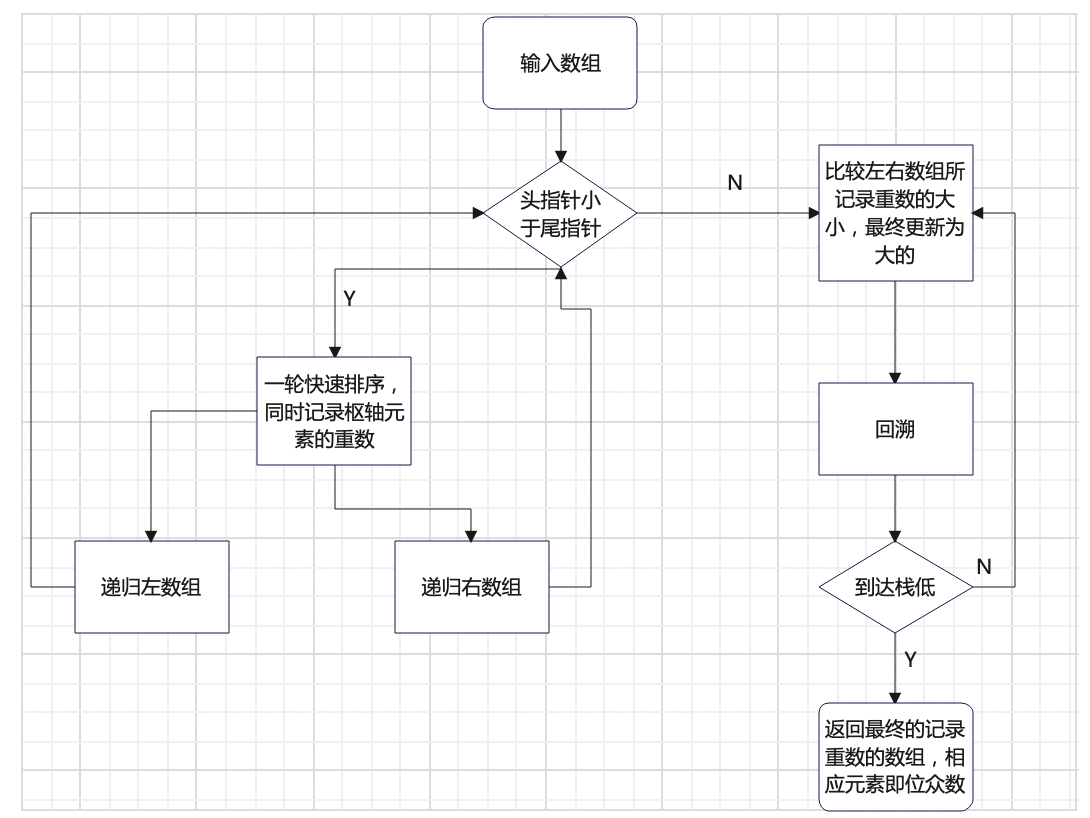 输入数组
头指针小
于尾指针
N
比较左右数组所
记录重数的大
小，最终更新为
大的
Y
一轮快速排序，
同时记录枢轴元
素的重数
回溯
递归左数组
递归右数组
到达栈低
N
Y
返回最终的记录
重数的数组，相
应元素即位众数